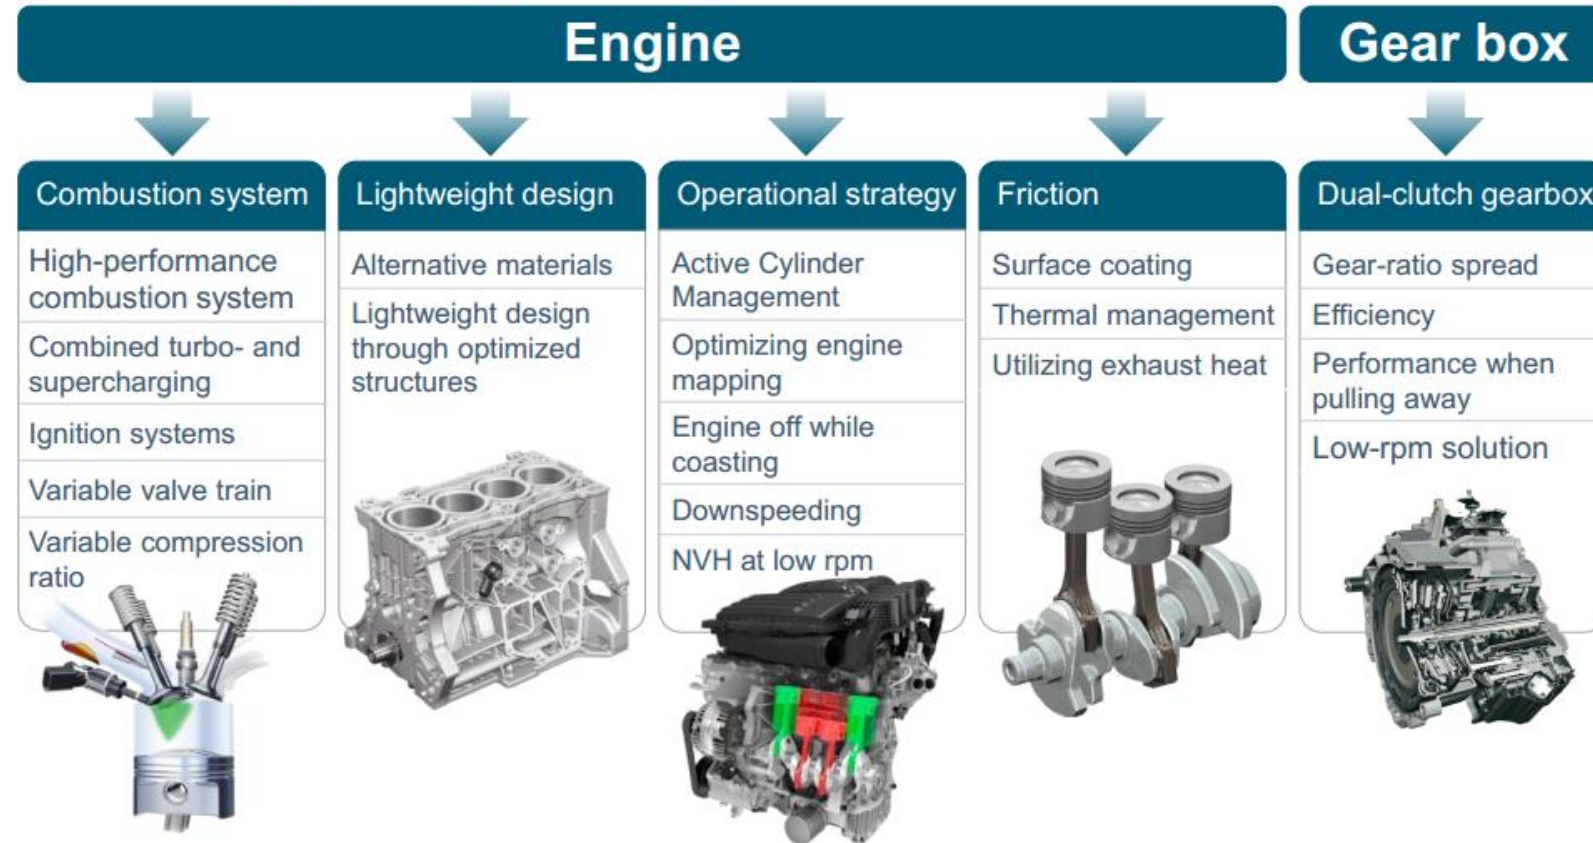 Engine
Gear box
Combustion system
High-performance
combustion system
Combined turbo- and
supercharging
Ignition systems
Variable valve train
Variable compression
ratio
Lightweight design
Alternative materials
Lightweight design
through optimized
structures
Operational strategy
Active Cylinder
Management
Optimizing engine
mapping
Engine off while
coasting
Downspeeding
NVH at low rpm
Friction
Surface coating
Thermal management
Utilizing exhaust heat
Dual-clutch gearbox
Gear-ratio spread
Efficiency
Performance when
pulling away
Low-rpm solution